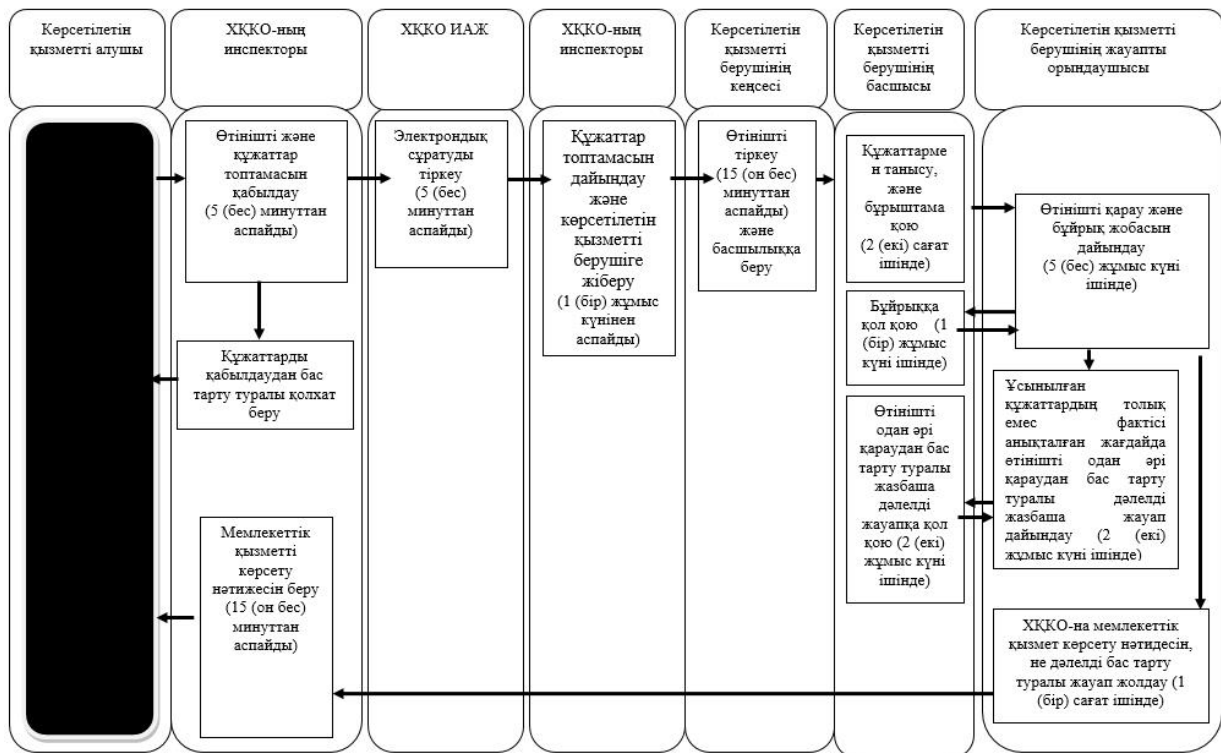 Көрсетілетін
қызметті алушы
ХҚКО-ның
инспекторы
ХҚКО ИАЖ
ХҚКО-ның
инспекторы
Көрсетілетін
қызметті
берушінің
кеңсесі
Көрсетілетін
қызметті
берушінің
басшысы
Көрсетілетін қызметті
берушінің жауапты
орындаушысы
Өтінішті және
құжаттар
топтамасын
қабылдау
(5 (бес) минуттан
аспайды)
Электрондық
сұратуды
тіркеу
(5 (бес)
минуттан
аспайды)
Құжаттар
топтамасын
дайындау
және
көрсетілетін
қызметті
берушіге
жіберу
(1 (бір) жұмыс
күнінен
аспайды)
Өтінішті
тіркеу
(15 (он бес)
минуттан
аспайды)
және
басшылыққа
беру
Құжаттарме
н танысу,
және
бұрыштама
қою
(2 (екі) сағат
ішінде)
Өтінішті қарау және
бұйрық жобасын
дайындау
(5 (бес) жұмыс күні
ішінде)
Бұйрыққа
қол қою (1
(бір) жұмыс
күні ішінде)
Құжаттарды
қабылдаудан бас
тарту туралы қолхат
беру
Өтінішті
одан әрі
қараудан бас
тарту туралы
жазбаша
дәлелді
жауапқа қол
қою (2 (екі)
жұмыс күні
ішінде)
Ұсынылған
құжаттардың толық
емес фактісі
анықталған жағдайда
өтінішті одан әрі
қараудан бас тарту
туралы дәлелді
жазбаша жауап
дайындау (2 (екі)
жұмыс күні ішінде)
Мемлекеттік
қызметті
көрсету
нәтижесін беру
(15 (он бес)
минуттан
аспайды)
ХҚКО-на мемлекеттік
қызмет көрсету нәтидесін,
не дәлелді бас тарту
туралы жауап жолдау (1
(бір) сағат ішінде)